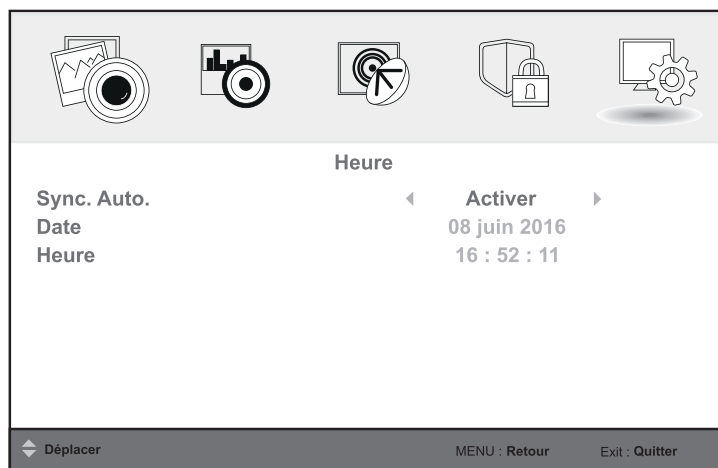 Heure
Sync. Auto. Activer
Date 08 juin 2016
Heure 16 : 52 : 11
Déplacer MENU : Retour Exit : Quitter